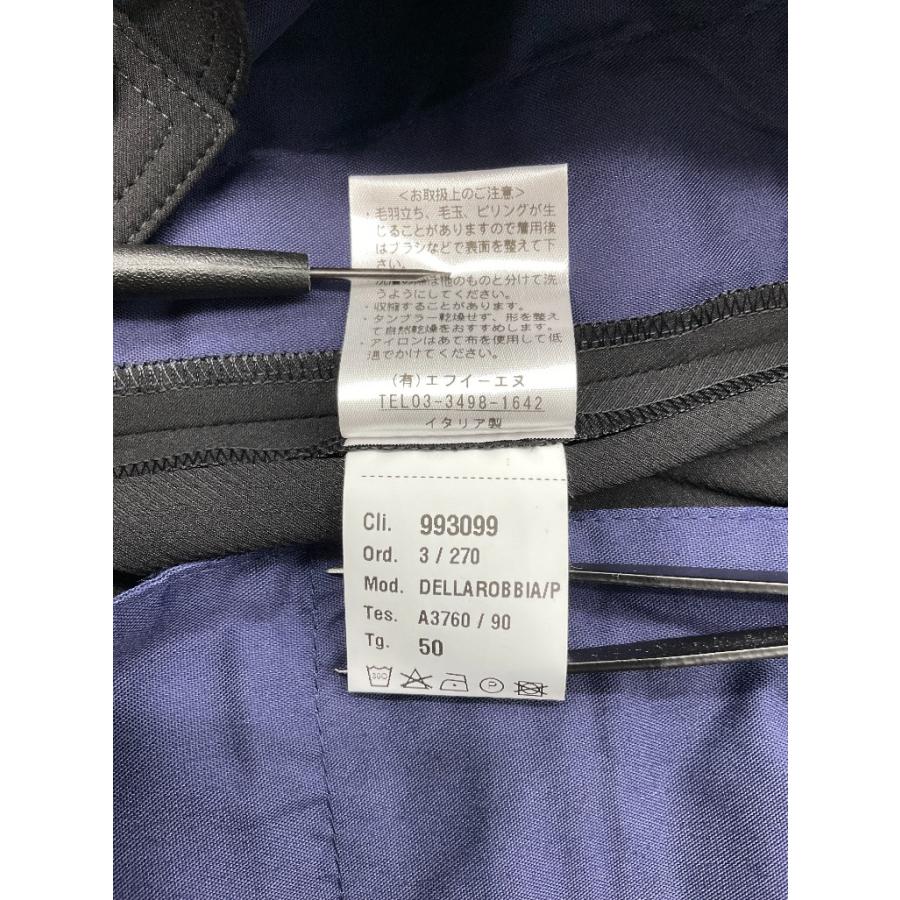 ＜お取扱上のご注意＞
・毛羽立ち、毛玉、ピリングが生
じることがありますので着用後
はブラシなどで表面を整えて下
さい。
は他のものと分けて洗
うようにしてください。
・収縮することがあります。
・タンブラー乾燥せず、形を整え
て自然乾燥をおすすめします。
・アイロンはあて布を使用して低
温でかけてください。
(有)エフイーエヌ
TEL03-3498-1642
イタリア製
Cli. 993099
Ord. 3 / 270
Mod. DELLAROBBIA/P
Tes. A3760 / 90
Tg. 50
30C
P